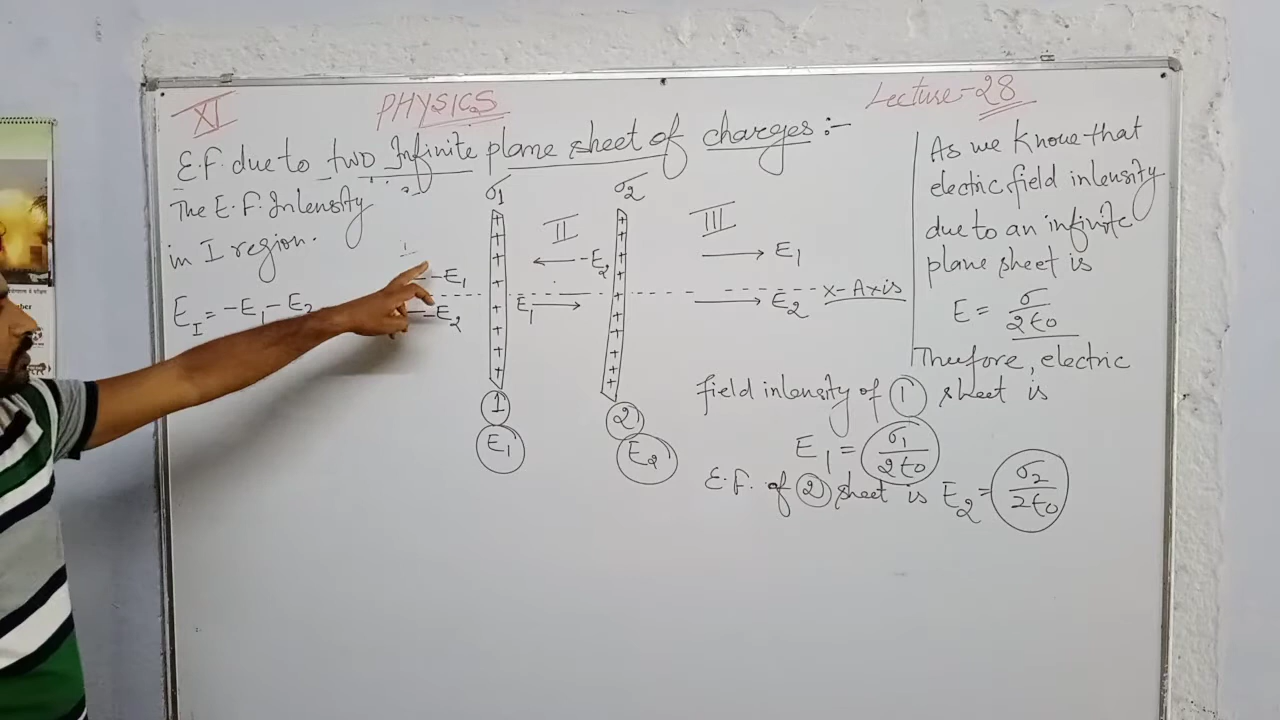 XI
PHYSICS
Lecture-28
E.F. due to two Infinite plane sheet of charges:-
The E.F. Intensity
in I region.
E_I = -E₁ - E₂
σ₁
σ₂
II
III
-E₁
-E₂
-E₂
E₁
E₁
E₂
x-Axis
1
E₁
2
E₂
As we know that
electric field intensity
due to an infinite
plane sheet is
E = σ/2ε₀
Therefore, electric
field intensity of ① sheet is
E₁ = σ₁/2ε₀
E.F. of ② sheet is E₂ = σ₂/2ε₀